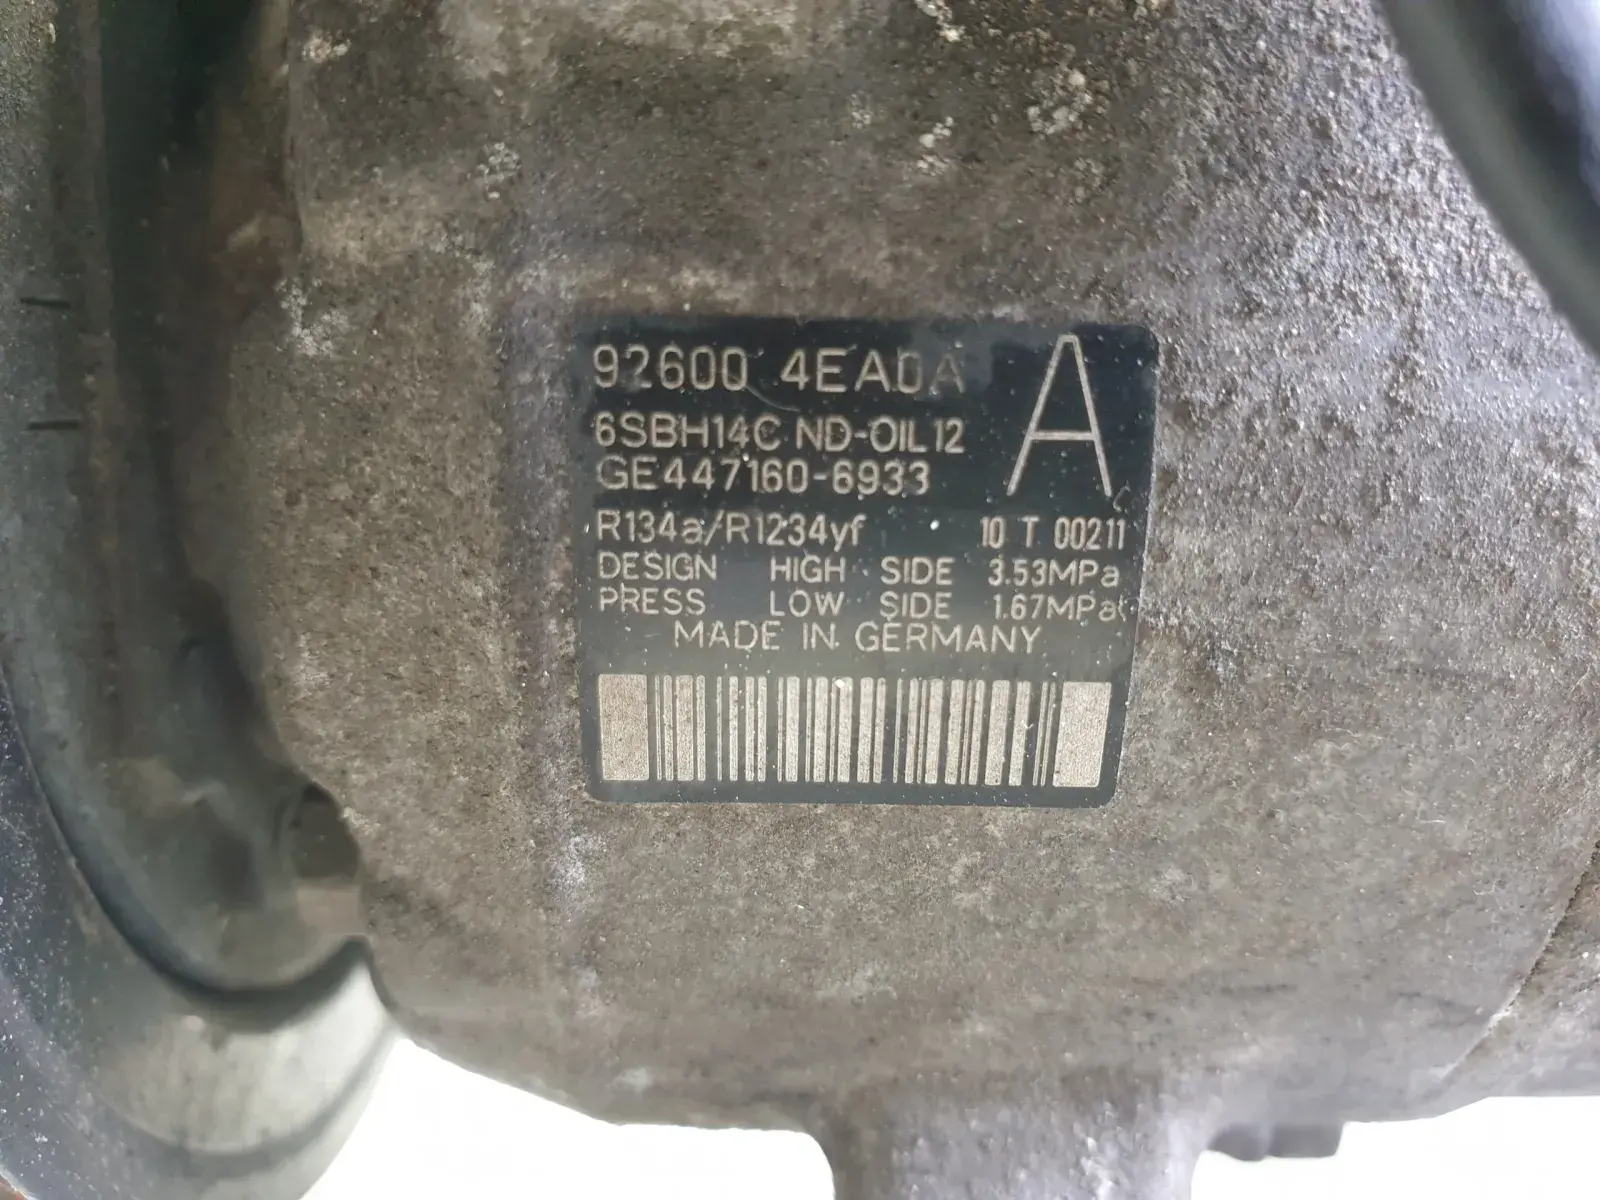 92600 4EA0A A
6SBH14C ND-OIL12
GE447160-6933
R134a/R1234yf 10 T 00211
DESIGN HIGH SIDE 3.53MPa
PRESS LOW SIDE 1.67MPa
MADE IN GERMANY